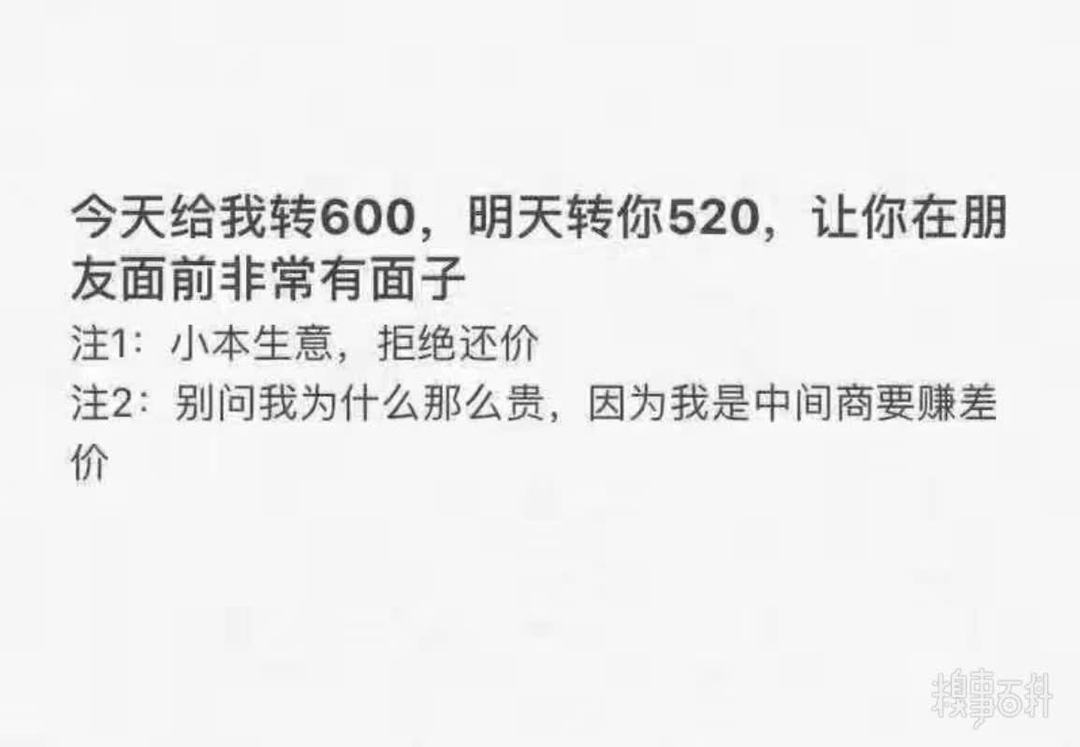 今天给我转600，明天转你520，让你在朋
友面前非常有面子
注1：小本生意，拒绝还价
注2：别问我为什么那么贵，因为我是中间商要赚差
价
糗事百科